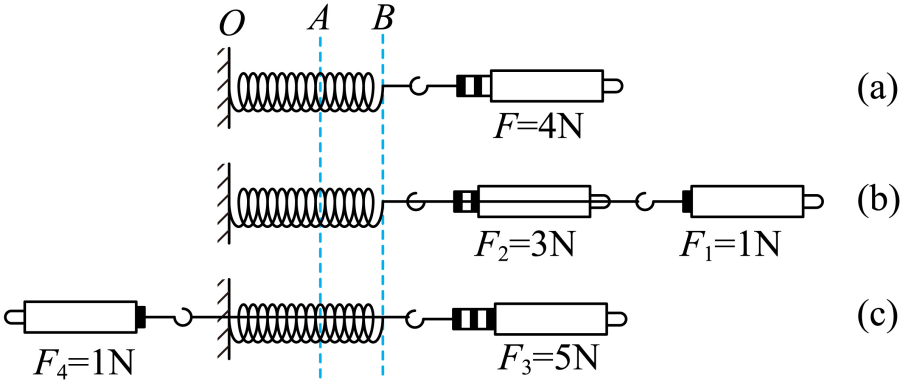 O A B
(a)
F=4N
(b)
F₂=3N F₁=1N
(c)
F₄=1N F₃=5N